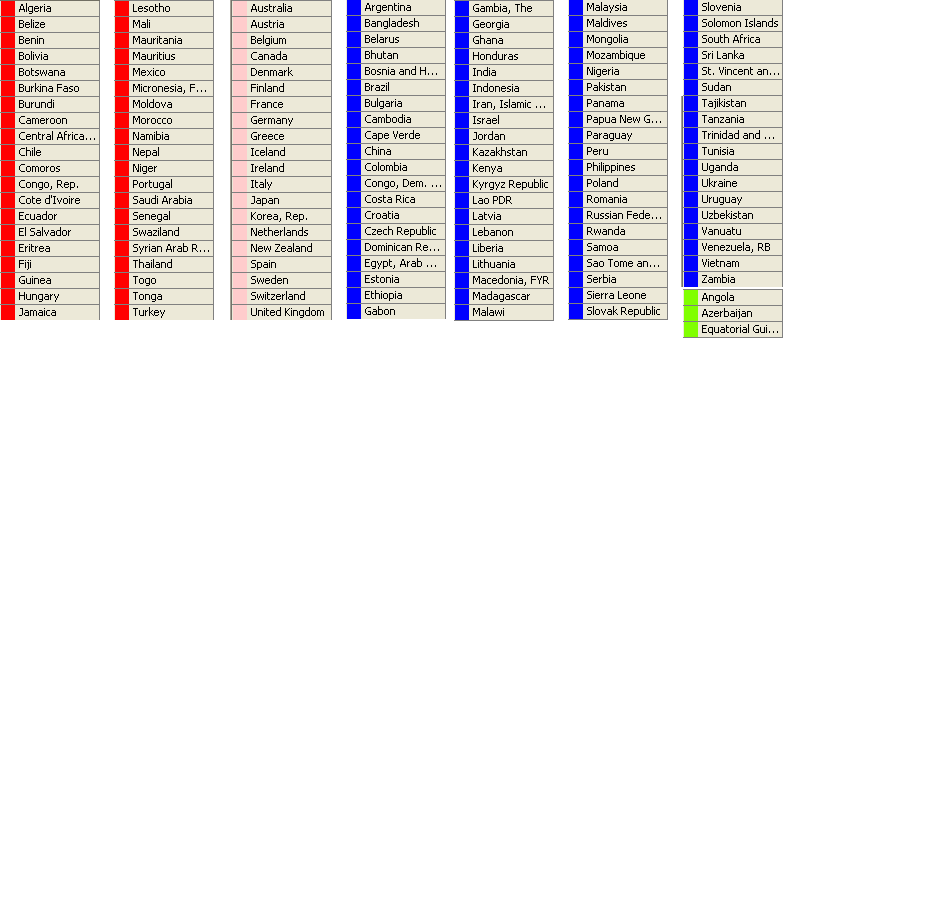 Algeria
Belize
Benin
Bolivia
Botswana
Burkina Faso
Burundi
Cameroon
Central Africa...
Chile
Comoros
Congo, Rep.
Cote d'Ivoire
Ecuador
El Salvador
Eritrea
Fiji
Guinea
Hungary
Jamaica
Lesotho
Mali
Mauritania
Mauritius
Mexico
Micronesia, F...
Moldova
Morocco
Namibia
Nepal
Niger
Portugal
Saudi Arabia
Senegal
Swaziland
Syrian Arab R...
Thailand
Togo
Tonga
Turkey
Australia
Austria
Belgium
Canada
Denmark
Finland
France
Germany
Greece
Iceland
Ireland
Italy
Japan
Korea, Rep.
Netherlands
New Zealand
Spain
Sweden
Switzerland
United Kingdom
Argentina
Bangladesh
Belarus
Bhutan
Bosnia and H...
Brazil
Bulgaria
Cambodia
Cape Verde
China
Colombia
Congo, Dem. ...
Costa Rica
Croatia
Czech Republic
Dominican Re...
Egypt, Arab ...
Estonia
Ethiopia
Gabon
Gambia, The
Georgia
Ghana
Honduras
India
Indonesia
Iran, Islamic ...
Israel
Jordan
Kazakhstan
Kenya
Kyrgyz Republic
Lao PDR
Latvia
Lebanon
Liberia
Lithuania
Macedonia, FYR
Madagascar
Malawi
Malaysia
Maldives
Mongolia
Mozambique
Nigeria
Pakistan
Panama
Papua New G...
Paraguay
Peru
Philippines
Poland
Romania
Russian Fede...
Rwanda
Samoa
Sao Tome an...
Serbia
Sierra Leone
Slovak Republic
Slovenia
Solomon Islands
South Africa
Sri Lanka
St. Vincent an...
Sudan
Tajikistan
Tanzania
Trinidad and ...
Tunisia
Uganda
Ukraine
Uruguay
Uzbekistan
Vanuatu
Venezuela, RB
Vietnam
Zambia
Angola
Azerbaijan
Equatorial Gui...